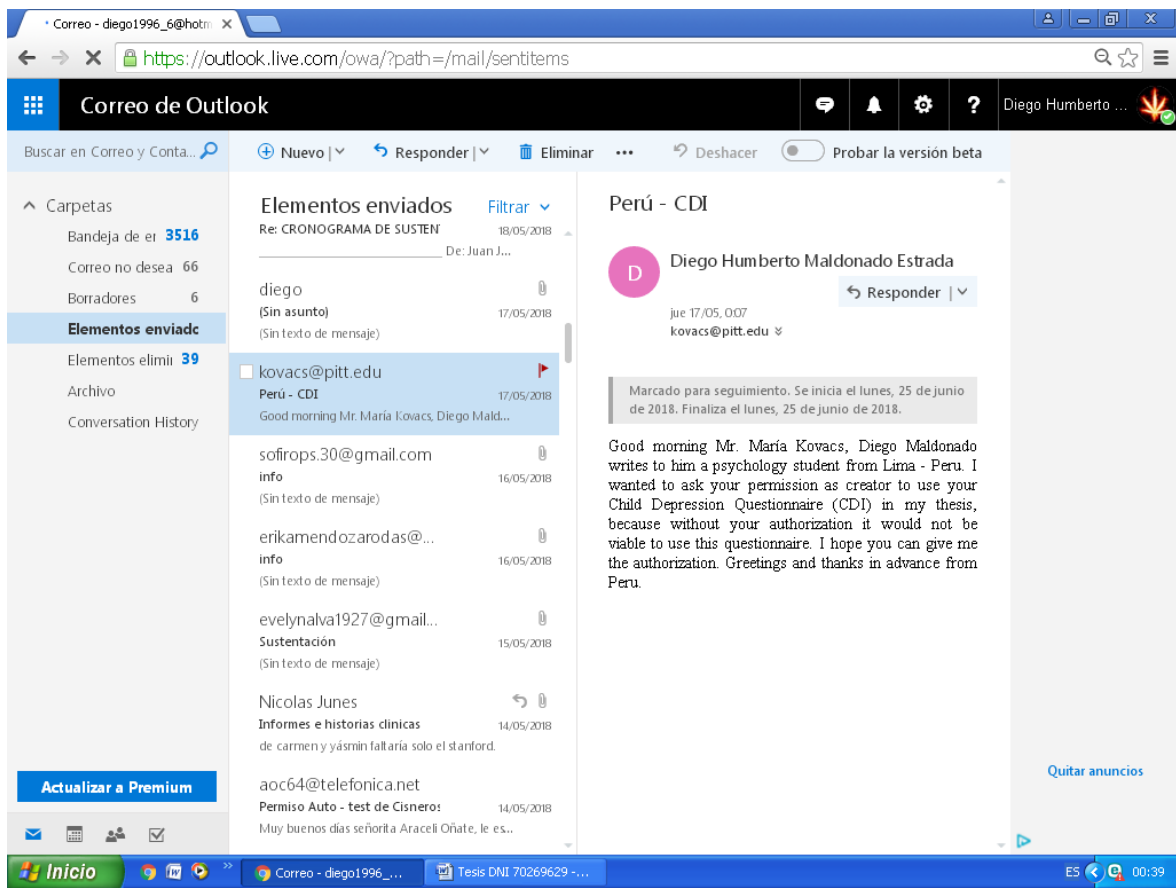 Correo - diego1996_6@hotm
https://outlook.live.com/owa/?path=/mail/sentitems
Correo de Outlook
?
Diego Humberto ...
Buscar en Correo y Conta...
Nuevo
Responder
Eliminar
...
Deshacer
Probar la versión beta
Carpetas
Bandeja de er 3516
Correo no desea 66
Borradores 6
Elementos enviadc
Elementos elimii 39
Archivo
Conversation History
Actualizar a Premium
Elementos enviados
Filtrar
Re: CRONOGRAMA DE SUSTEN
18/05/2018
De: Juan J...
diego
(Sin asunto)
17/05/2018
(Sin texto de mensaje)
kovacs@pitt.edu
Perú - CDI
17/05/2018
Good morning Mr. María Kovacs, Diego Mald...
sofirops.30@gmail.com
info
16/05/2018
(Sin texto de mensaje)
erikamendozarodas@...
info
16/05/2018
(Sin texto de mensaje)
evelynalva1927@gmail...
Sustentación
15/05/2018
(Sin texto de mensaje)
Nicolas Junes
Informes e historias clinicas
14/05/2018
de carmen y yásmin faltaría solo el stanford.
aoc64@telefonica.net
Permiso Auto - test de Cisneros
14/05/2018
Muy buenos días señorita Araceli Oñate, le es...
Perú - CDI
D
Diego Humberto Maldonado Estrada
Responder
jue 17/05, 0:07
kovacs@pitt.edu
Marcado para seguimiento. Se inicia el lunes, 25 de junio
de 2018. Finaliza el lunes, 25 de junio de 2018.
Good morning Mr. María Kovacs, Diego Maldonado
writes to him a psychology student from Lima - Peru. I
wanted to ask your permission as creator to use your
Child Depression Questionnaire (CDI) in my thesis,
because without your authorization it would not be
viable to use this questionnaire. I hope you can give me
the authorization. Greetings and thanks in advance from
Peru.
Quitar anuncios
Inicio
Correo - diego1996_...
Tesis DNI 70269629 -...
ES
00:39